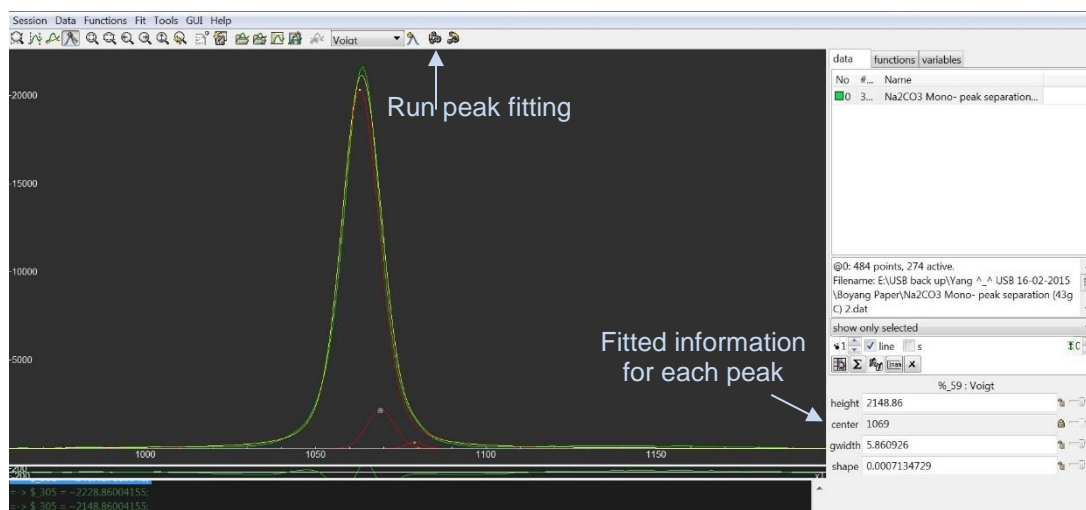 Session Data Functions Fit Tools GUI Help
Voigt
data functions variables
No #... Name
0 3... Na2CO3 Mono- peak separation...
20000
15000
10000
5000
Run peak fitting
1000
1050
1100
1150
@0: 484 points, 274 active.
Filename: E:\USB back up\Yang ^_^ USB 16-02-2015
\Boyang Paper\Na2CO3 Mono- peak separation (43g
C) 2.dat
show only selected
1 line s
Fitted information
for each peak
%_59 : Voigt
height 2148.86
center 1069
gwidth 5.860926
shape 0.0007134729
=-> $_305 = ~2228.86004155;
=-> $_305 = ~2148.86004155;